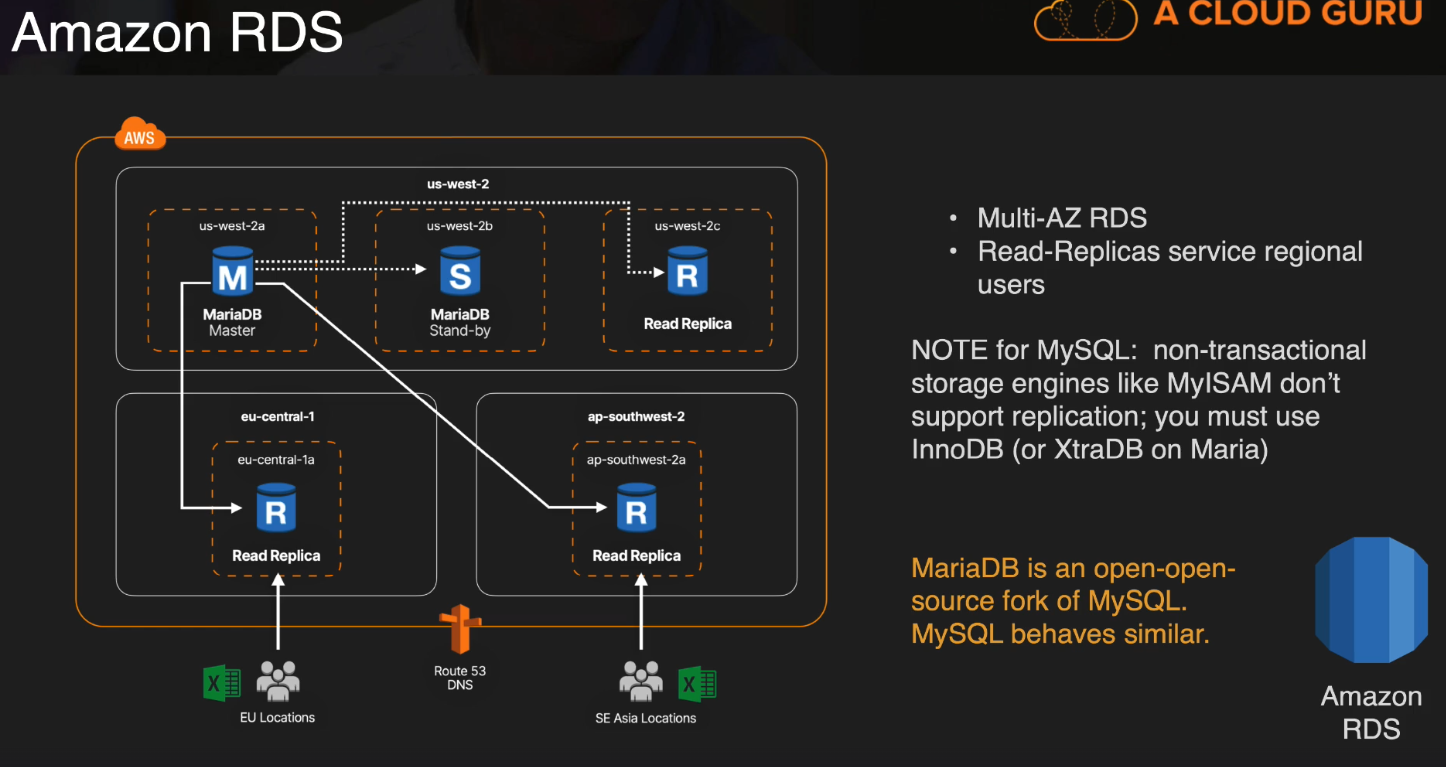 Amazon RDS
A CLOUD GURU
AWS
us-west-2
us-west-2a
us-west-2b
us-west-2c
M
S
R
MariaDB
Master
MariaDB
Stand-by
Read Replica
eu-central-1
ap-southwest-2
eu-central-1a
ap-southwest-2a
R
R
Read Replica
Read Replica
X
X
Route 53
DNS
EU Locations
SE Asia Locations
• Multi-AZ RDS
• Read-Replicas service regional
users
NOTE for MySQL: non-transactional
storage engines like MyISAM don’t
support replication; you must use
InnoDB (or XtraDB on Maria)
MariaDB is an open-open-
source fork of MySQL.
MySQL behaves similar.
Amazon
RDS